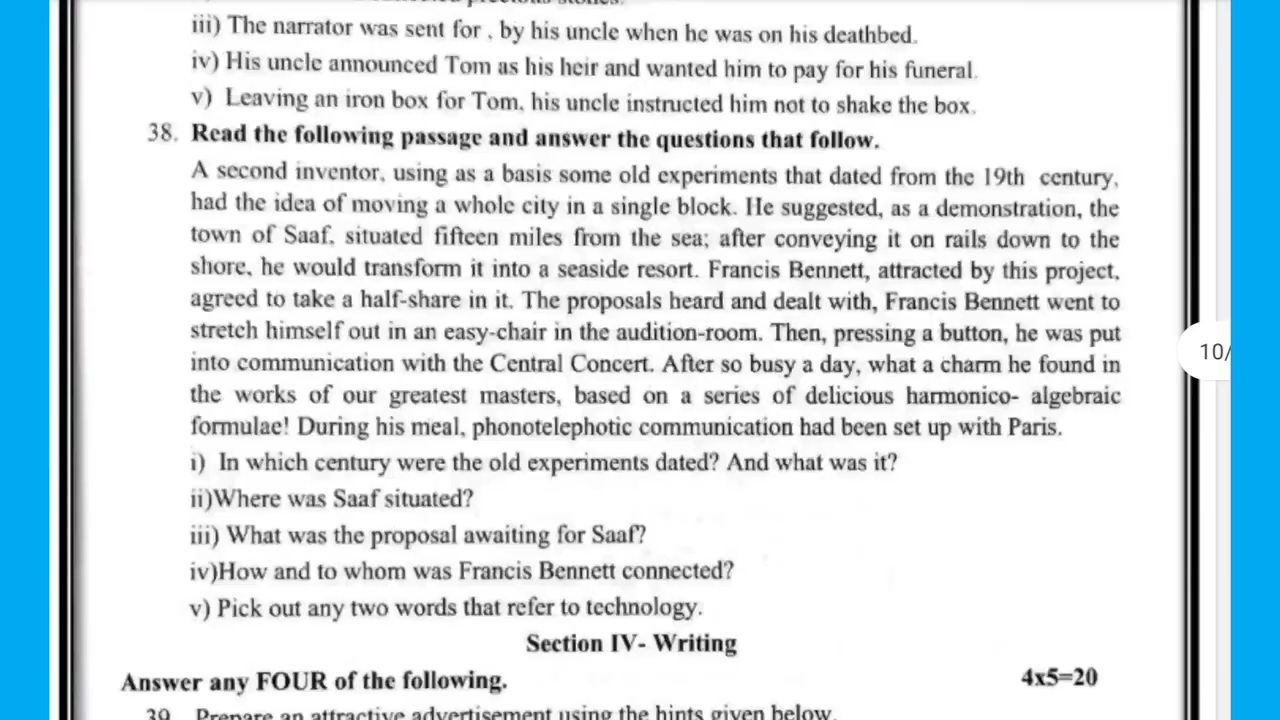 iii) The narrator was sent for , by his uncle when he was on his deathbed.
iv) His uncle announced Tom as his heir and wanted him to pay for his funeral.
v) Leaving an iron box for Tom, his uncle instructed him not to shake the box.
38. Read the following passage and answer the questions that follow.
A second inventor, using as a basis some old experiments that dated from the 19th century,
had the idea of moving a whole city in a single block. He suggested, as a demonstration, the
town of Saaf, situated fifteen miles from the sea; after conveying it on rails down to the
shore, he would transform it into a seaside resort. Francis Bennett, attracted by this project,
agreed to take a half-share in it. The proposals heard and dealt with, Francis Bennett went to
stretch himself out in an easy-chair in the audition-room. Then, pressing a button, he was put
into communication with the Central Concert. After so busy a day, what a charm he found in
the works of our greatest masters, based on a series of delicious harmonico- algebraic
formulae! During his meal, phonotelephotic communication had been set up with Paris.
i) In which century were the old experiments dated? And what was it?
ii)Where was Saaf situated?
iii) What was the proposal awaiting for Saaf?
iv)How and to whom was Francis Bennett connected?
v) Pick out any two words that refer to technology.
Section IV- Writing
Answer any FOUR of the following. 4x5=20
39. Prepare an attractive advertisement using the hints given below.
10/